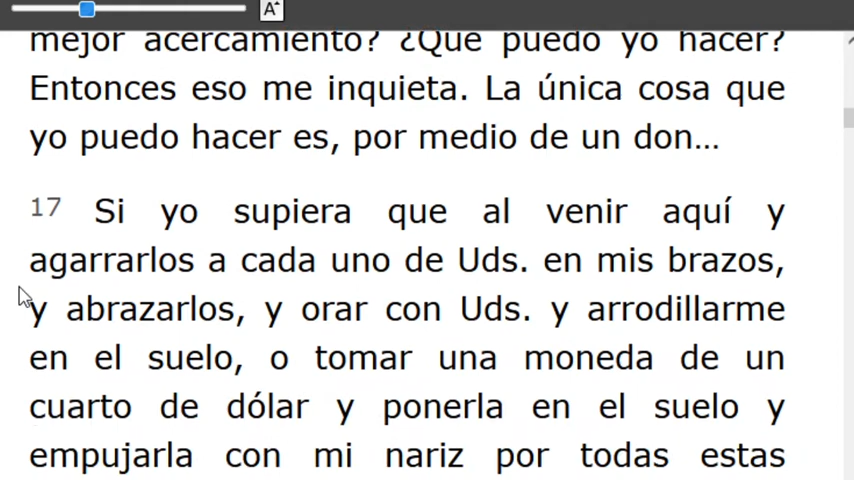 A
mejor acercamiento? ¿Qué puedo yo hacer?
Entonces eso me inquieta. La única cosa que
yo puedo hacer es, por medio de un don…
17 Si yo supiera que al venir aquí y
agarrarlos a cada uno de Uds. en mis brazos,
y abrazarlos, y orar con Uds. y arrodillarme
en el suelo, o tomar una moneda de un
cuarto de dólar y ponerla en el suelo y
empujarla con mi nariz por todas estas